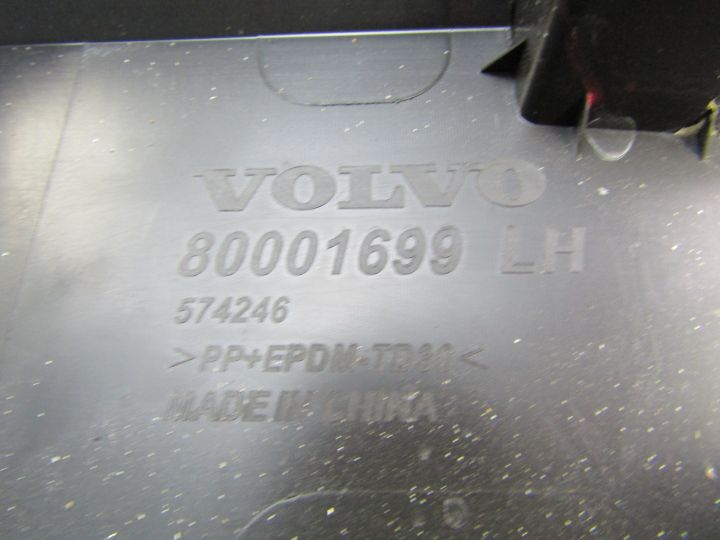 VOLVO
80001699 LH
574246
>PP+EPDM-TD30<
MADE IN CHINA